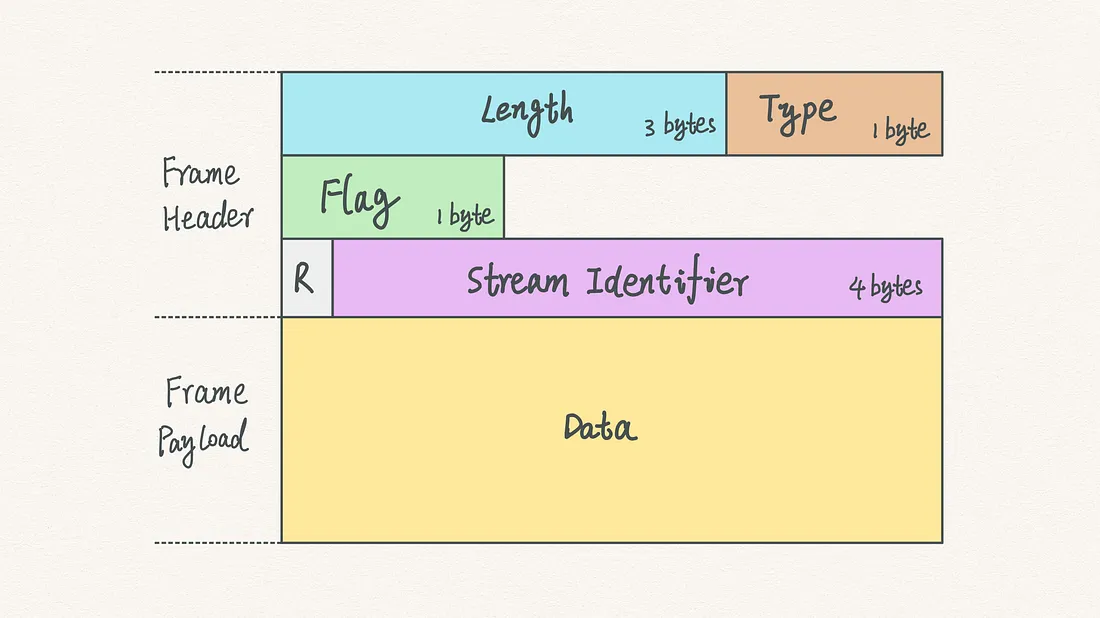 Length
3 bytes
Type
1 byte
Frame
Header
Flag
1 byte
R
Stream Identifier
4 bytes
Frame
Payload
Data